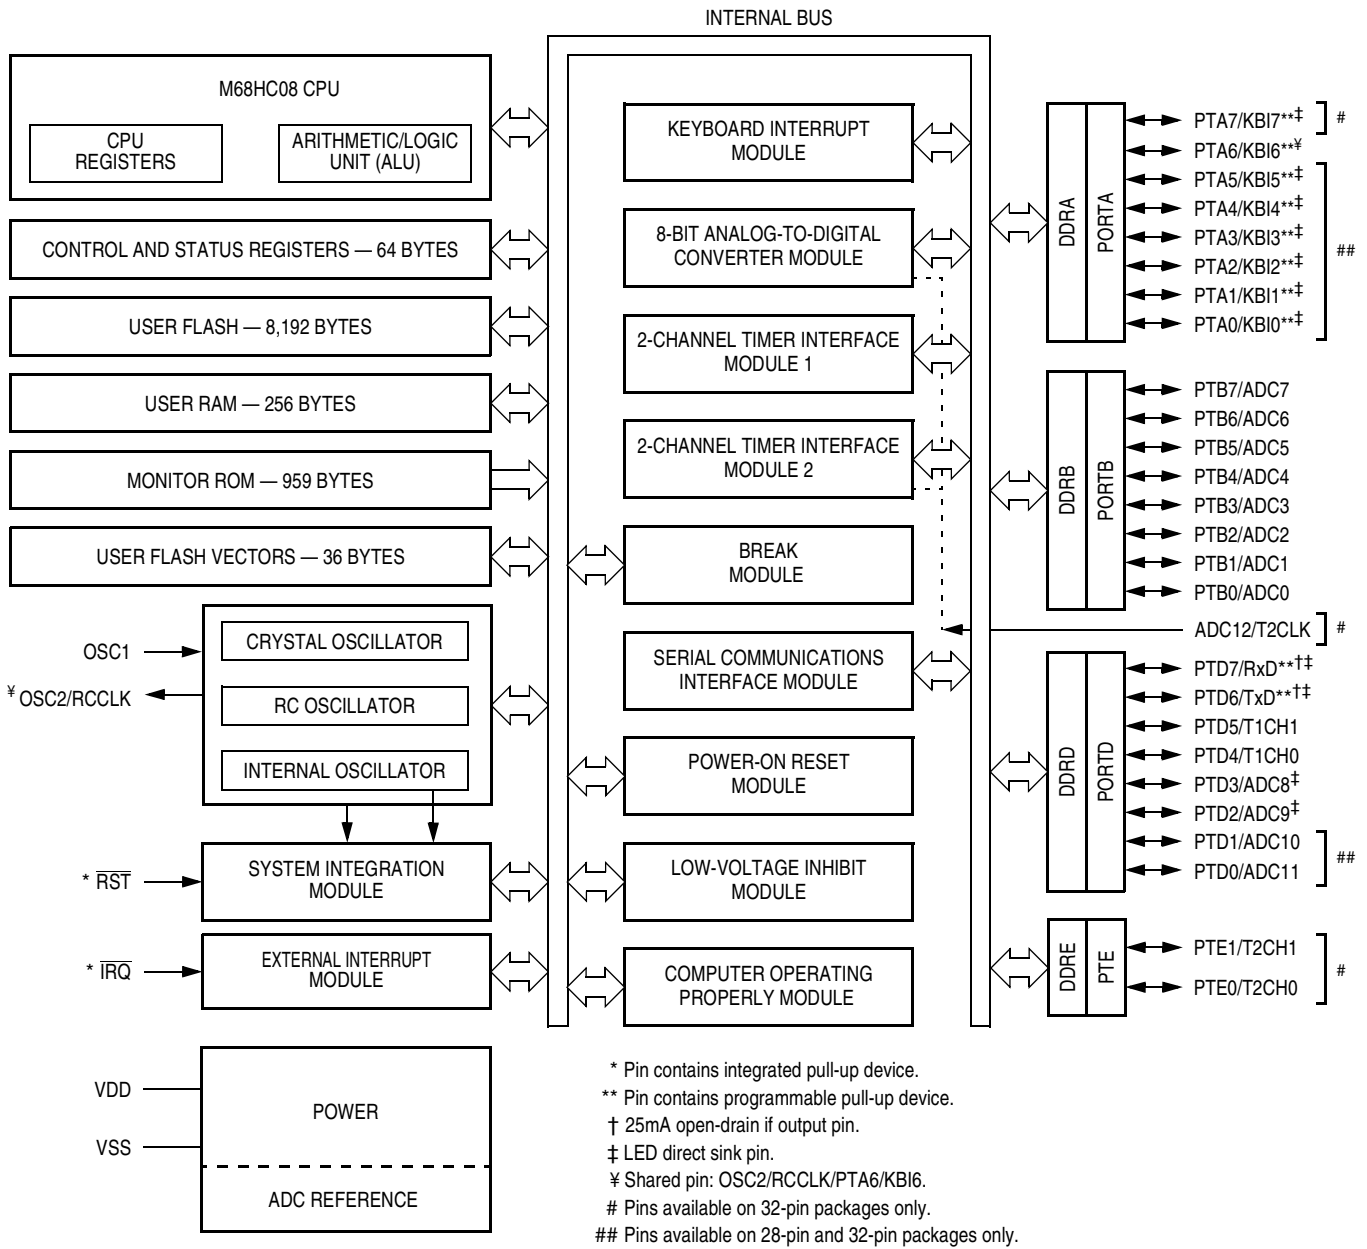 INTERNAL BUS
M68HC08 CPU
CPU
REGISTERS
ARITHMETIC/LOGIC
UNIT (ALU)
CONTROL AND STATUS REGISTERS — 64 BYTES
USER FLASH — 8,192 BYTES
USER RAM — 256 BYTES
MONITOR ROM — 959 BYTES
USER FLASH VECTORS — 36 BYTES
OSC1
¥ OSC2/RCCLK
CRYSTAL OSCILLATOR
RC OSCILLATOR
INTERNAL OSCILLATOR
* RST
SYSTEM INTEGRATION
MODULE
* IRQ
EXTERNAL INTERRUPT
MODULE
VDD
VSS
POWER
ADC REFERENCE
KEYBOARD INTERRUPT
MODULE
8-BIT ANALOG-TO-DIGITAL
CONVERTER MODULE
2-CHANNEL TIMER INTERFACE
MODULE 1
2-CHANNEL TIMER INTERFACE
MODULE 2
BREAK
MODULE
SERIAL COMMUNICATIONS
INTERFACE MODULE
POWER-ON RESET
MODULE
LOW-VOLTAGE INHIBIT
MODULE
COMPUTER OPERATING
PROPERLY MODULE
DDRA
PORTA
PTA7/KBI7**‡
#
PTA6/KBI6**¥
PTA5/KBI5**‡
PTA4/KBI4**‡
PTA3/KBI3**‡
##
PTA2/KBI2**‡
PTA1/KBI1**‡
PTA0/KBI0**‡
DDRB
PORTB
PTB7/ADC7
PTB6/ADC6
PTB5/ADC5
PTB4/ADC4
PTB3/ADC3
PTB2/ADC2
PTB1/ADC1
PTB0/ADC0
ADC12/T2CLK
#
DDRD
PORTD
PTD7/RxD**†‡
PTD6/TxD**†‡
PTD5/T1CH1
PTD4/T1CH0
PTD3/ADC8‡
PTD2/ADC9‡
PTD1/ADC10
##
PTD0/ADC11
DDRE
PTE
PTE1/T2CH1
#
PTE0/T2CH0
* Pin contains integrated pull-up device.
** Pin contains programmable pull-up device.
† 25mA open-drain if output pin.
‡ LED direct sink pin.
¥ Shared pin: OSC2/RCCLK/PTA6/KBI6.
# Pins available on 32-pin packages only.
## Pins available on 28-pin and 32-pin packages only.